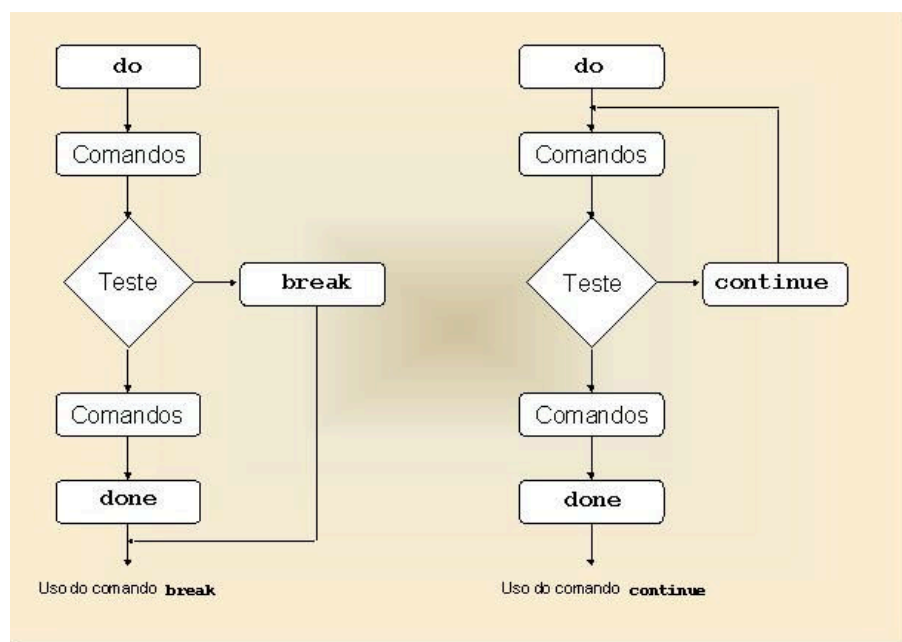 do
Comandos
Teste
break
Comandos
done
Uso do comando break
do
Comandos
Teste
continue
Comandos
done
Uso do comando continue